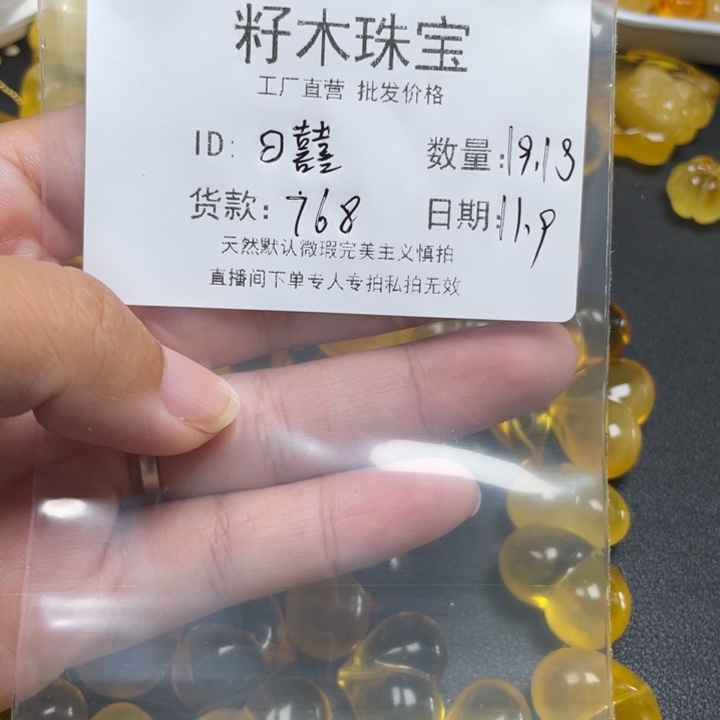 籽木珠宝
工厂直营 批发价格
ID: 日囍 数量:19.13
货款: 768 日期:11.9
天然默认微瑕完美主义慎拍
直播间下单专人专拍私拍无效